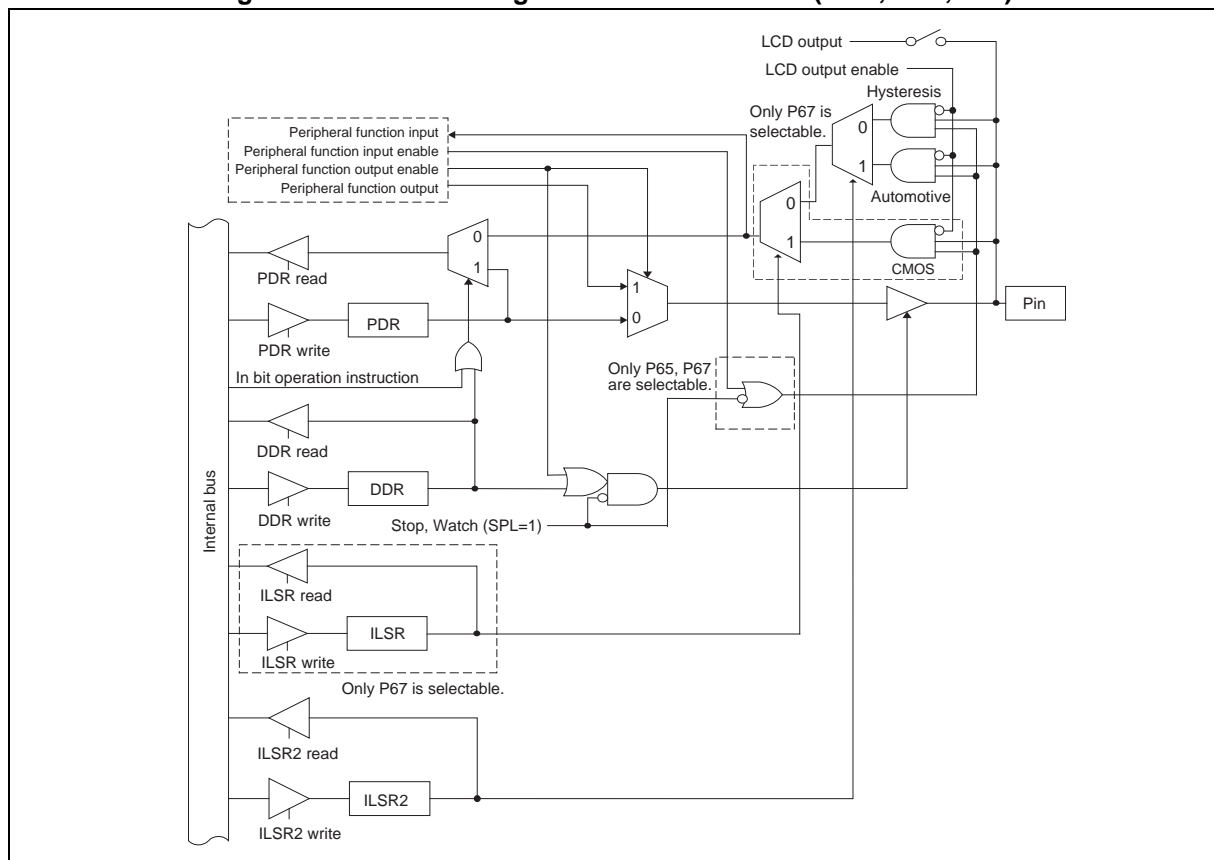 LCD output
LCD output enable
Hysteresis
Only P67 is
selectable.
0
1
Automotive
Peripheral function input
Peripheral function input enable
Peripheral function output enable
Peripheral function output
0
1
CMOS
0
1
PDR read
1
0
Pin
PDR
PDR write
Only P65, P67
are selectable.
In bit operation instruction
DDR read
DDR
DDR write
Stop, Watch (SPL=1)
Internal bus
ILSR read
ILSR
ILSR write
Only P67 is selectable.
ILSR2 read
ILSR2
ILSR2 write